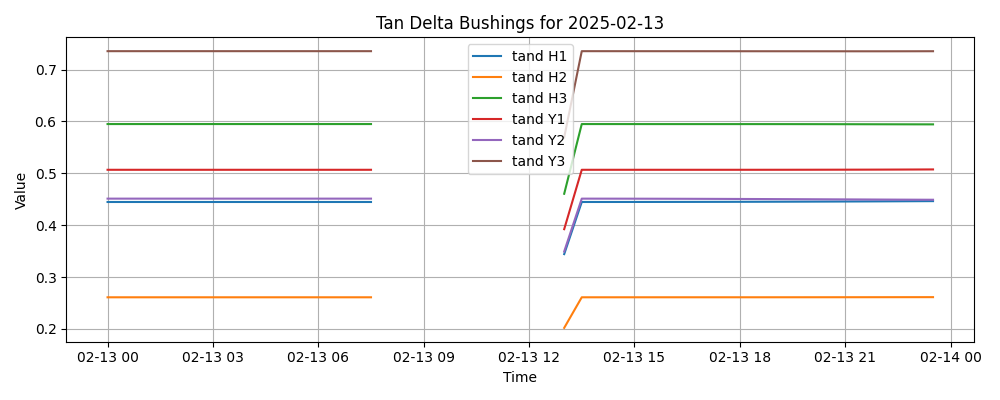 Tan Delta Bushings for 2025-02-13
Value
0.7
0.6
0.5
0.4
0.3
0.2
tand H1
tand H2
tand H3
tand Y1
tand Y2
tand Y3
02-13 00 02-13 03 02-13 06 02-13 09 02-13 12 02-13 15 02-13 18 02-13 21 02-14 00
Time